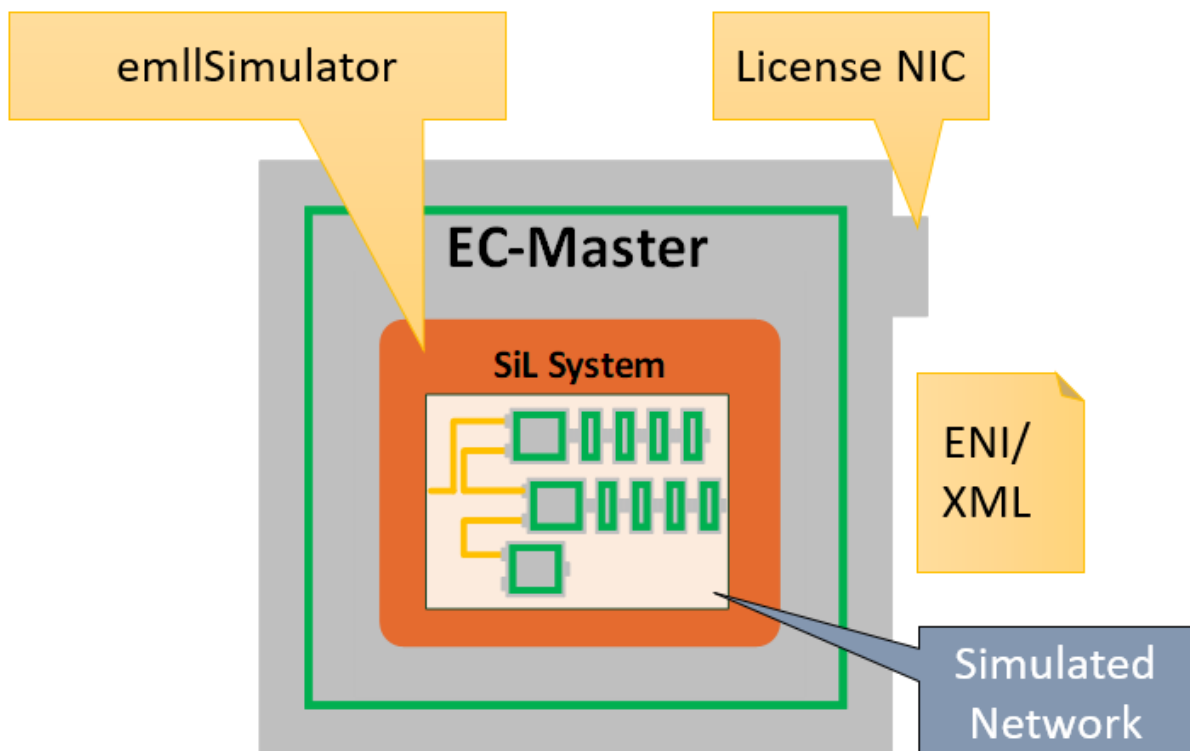 emllSimulator
License NIC
EC-Master
SiL System
ENI/
XML
Simulated
Network